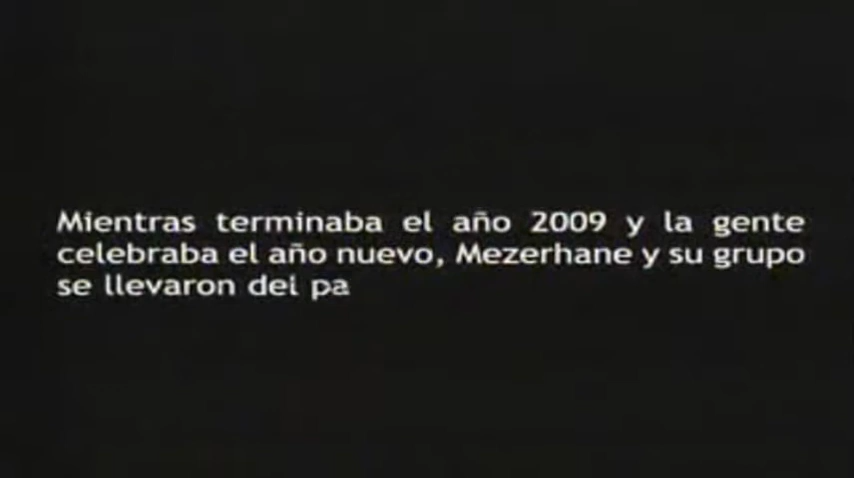 Mientras terminaba el año 2009 y la gente
celebraba el año nuevo, Mezerhane y su grupo
se llevaron del pa